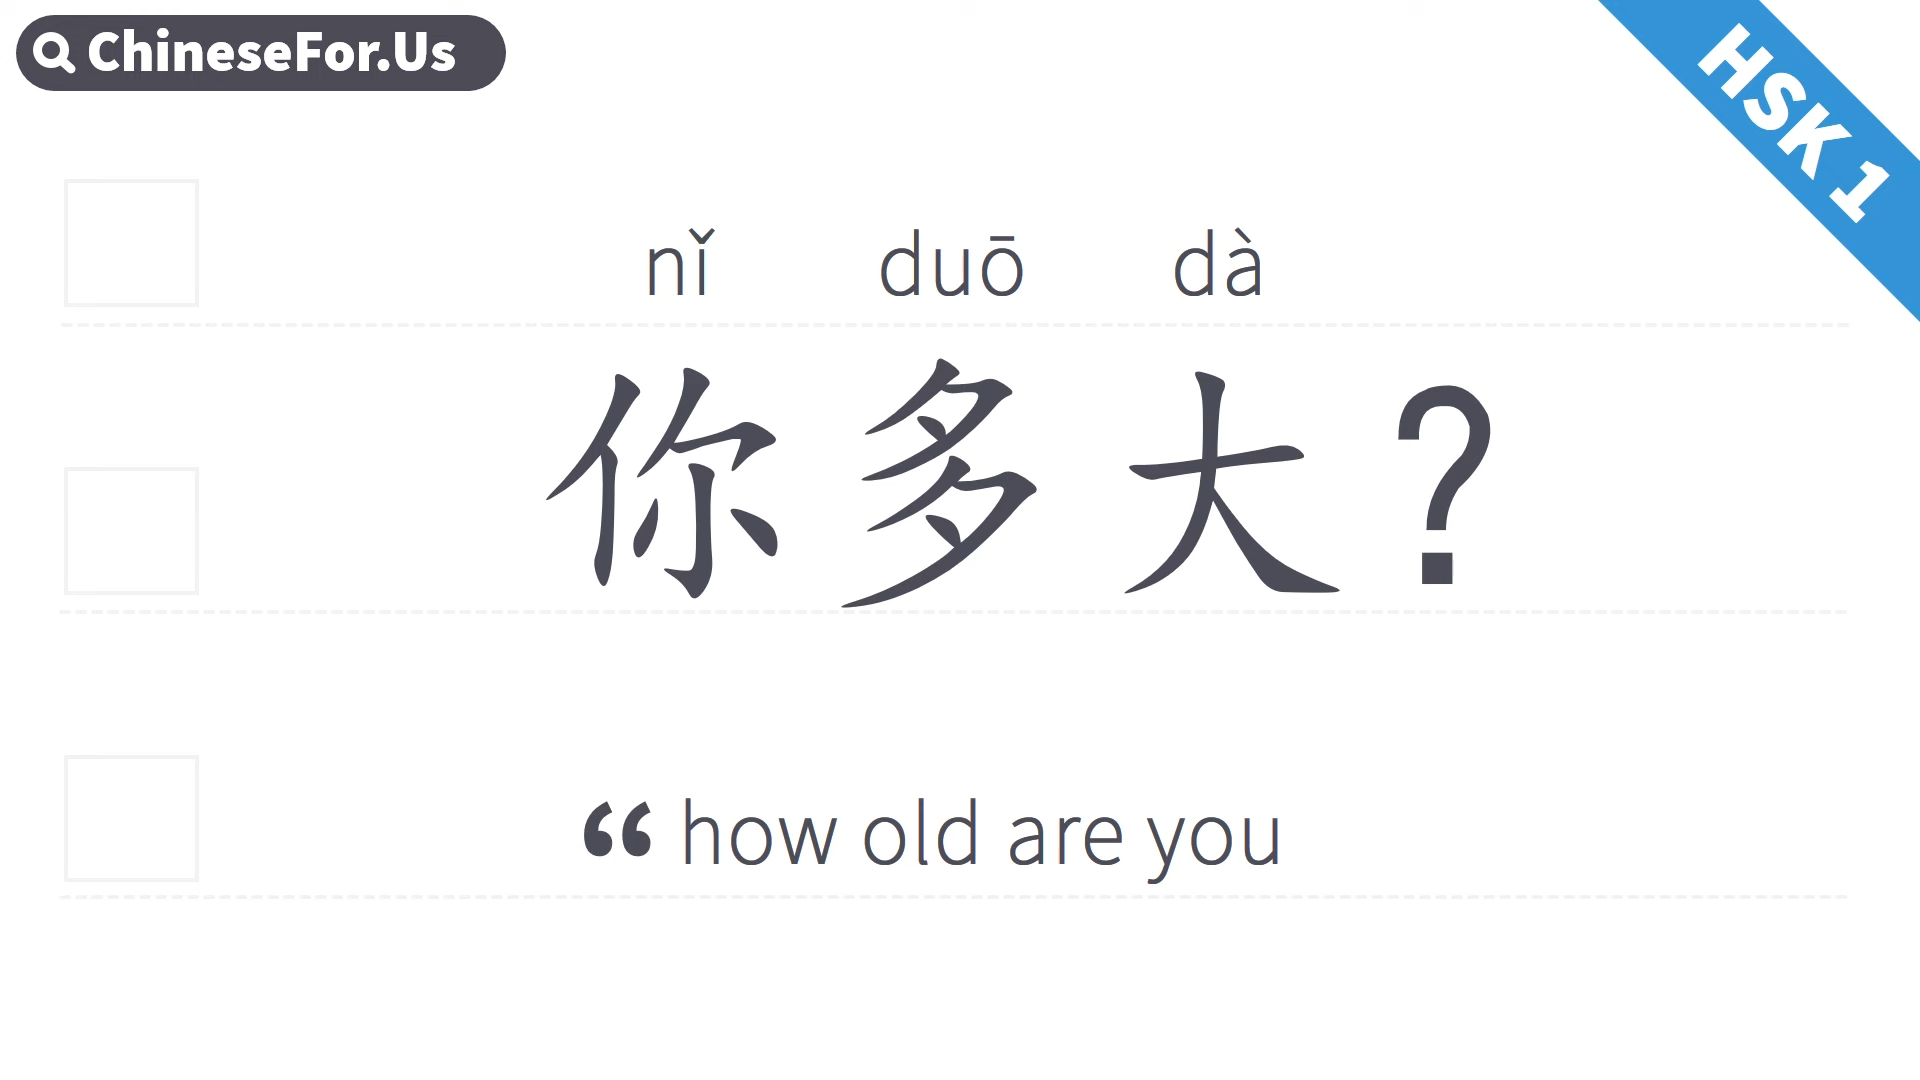 ChineseFor.Us
HSK 1
nǐ duō dà
你多大?
“ how old are you